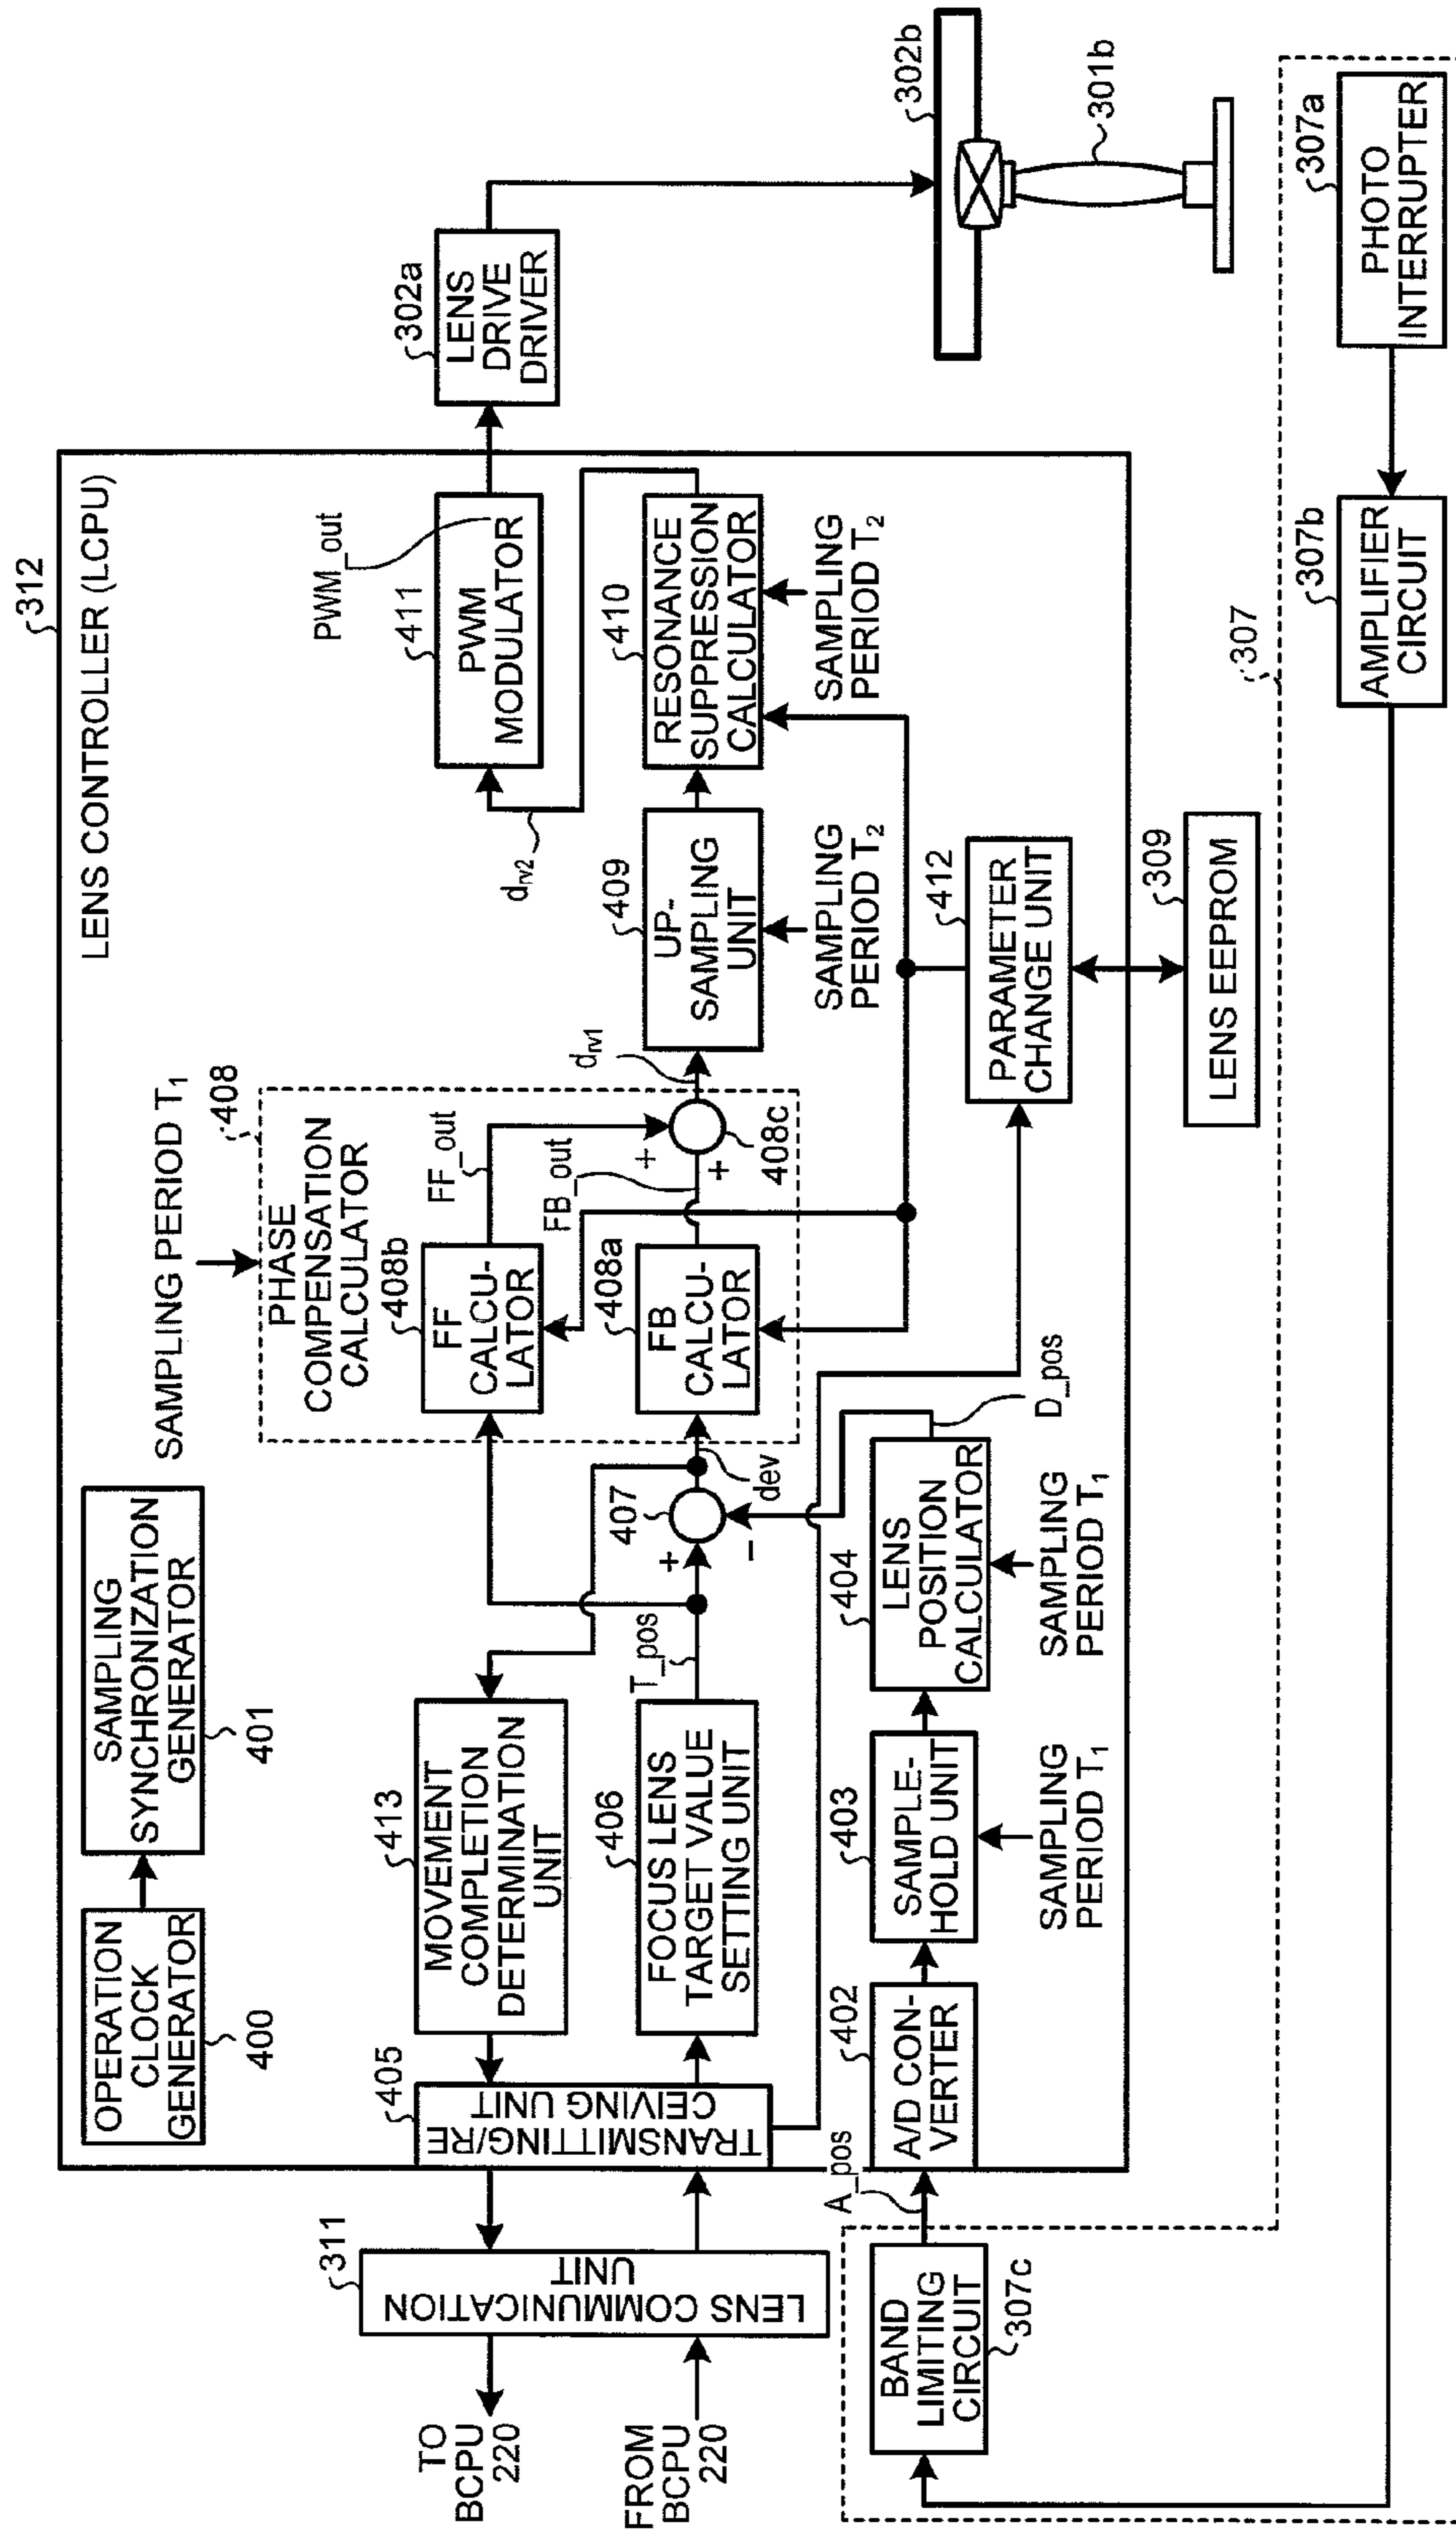 312
LENS CONTROLLER (LCPU)
OPERATION
CLOCK
GENERATOR
400
SAMPLING
SYNCHRONIZATION
GENERATOR
401
SAMPLING PERIOD T1
408
PHASE
COMPENSATION
CALCULATOR
408b
FF
CALCU-
LATOR
FF_out
408a
FB
CALCU-
LATOR
FB_out
+
+
408c
drv1
311
LENS COMMUNICATION
UNIT
TO
BCPU
220
FROM
BCPU
220
405
TRANSMITTING/RE
CEIVING UNIT
413
MOVEMENT
COMPLETION
DETERMINATION
UNIT
406
FOCUS LENS
TARGET VALUE
SETTING UNIT
T_pos
407
+
−
dev
409
UP-
SAMPLING
UNIT
SAMPLING
PERIOD T2
410
RESONANCE
SUPPRESSION
CALCULATOR
SAMPLING
PERIOD T2
drv2
411
PWM
MODULATOR
PWM_out
302a
LENS
DRIVE
DRIVER
302b
301b
A_pos
402
A/D CON-
VERTER
403
SAMPLE-
HOLD UNIT
SAMPLING
PERIOD T1
404
LENS
POSITION
CALCULATOR
SAMPLING
PERIOD T1
D_pos
412
PARAMETER
CHANGE UNIT
309
LENS EEPROM
307
BAND
LIMITING
CIRCUIT
307c
307b
AMPLIFIER
CIRCUIT
307a
PHOTO
INTERRUPTER